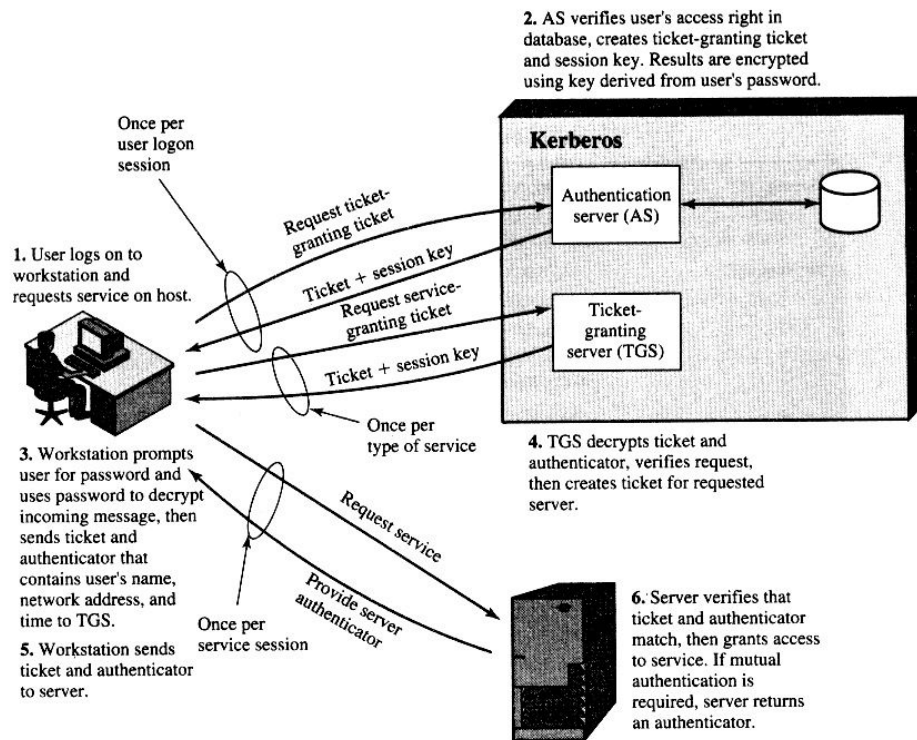 2. AS verifies user's access right in
database, creates ticket-granting ticket
and session key. Results are encrypted
using key derived from user's password.
Once per
user logon
session
Kerberos
Authentication
server (AS)
Request ticket-
granting ticket
1. User logs on to
workstation and
requests service on host.
Ticket + session key
Request service-
granting ticket
Ticket-
granting
server (TGS)
Ticket + session key
Once per
type of service
4. TGS decrypts ticket and
authenticator, verifies request,
then creates ticket for requested
server.
3. Workstation prompts
user for password and
uses password to decrypt
incoming message, then
sends ticket and
authenticator that
contains user's name,
network address, and
time to TGS.
5. Workstation sends
ticket and authenticator
to server.
Request service
Provide server
authenticator
Once per
service session
6. Server verifies that
ticket and authenticator
match, then grants access
to service. If mutual
authentication is
required, server returns
an authenticator.